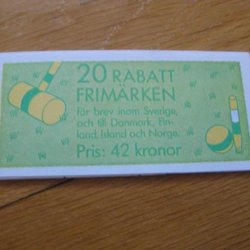 20 RABATT
FRIMÄRKEN
för brev inom Sverige,
och till Danmark, Fin-
land, Island och Norge.
Pris: 42 kronor